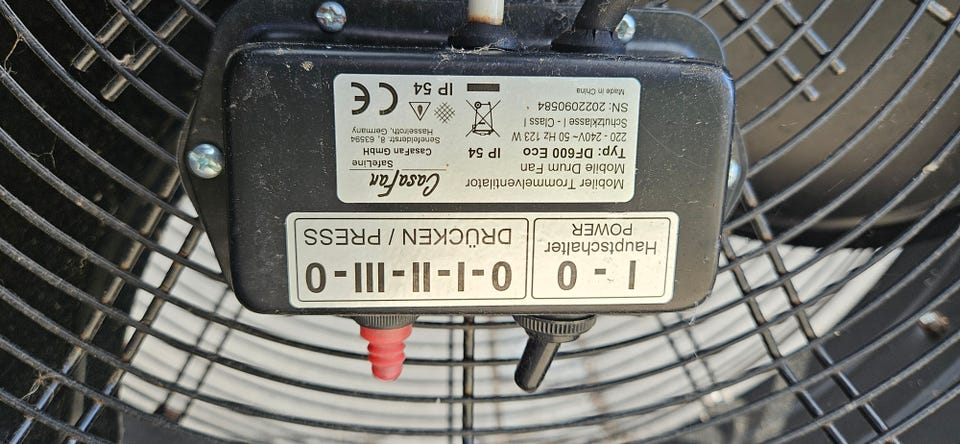 I - 0
Hauptschalter
POWER
0 - I - II - III - 0
DRÜCKEN / PRESS
Mobiler Trommelventilator
Mobile Drum Fan
Typ: DF600 Eco IP 54
220 - 240V~ 50 Hz 123 W
Schutzklasse I - Class I
SN: 2022090584
Made in China
CasaFan
SafeLine
CasaFan GmbH
Senefelderstr. 8, 63594
Hasselroth, Germany
CE
IP 54